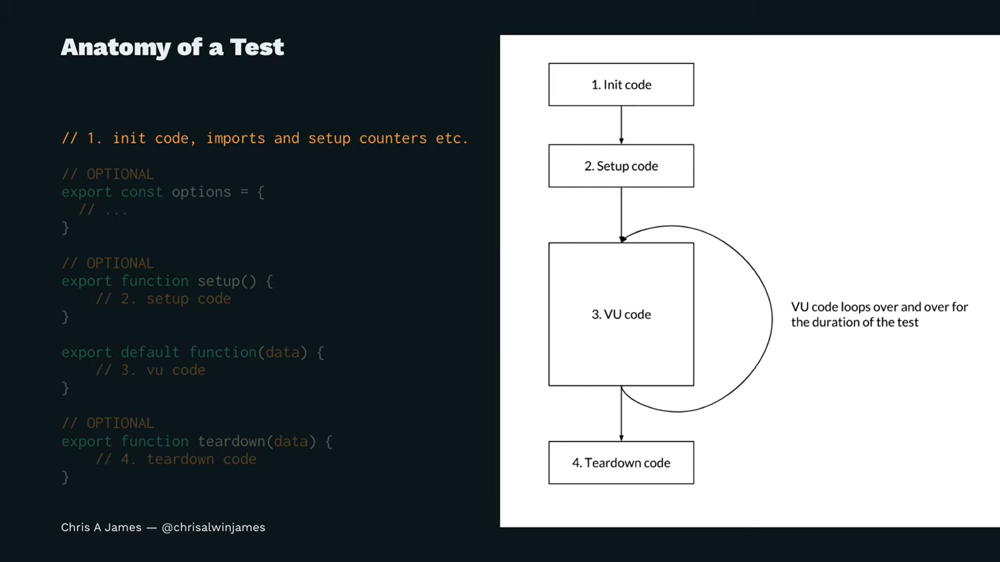 Anatomy of a Test
// 1. init code, imports and setup counters etc.
// OPTIONAL
export const options = {
  // ...
}
// OPTIONAL
export function setup() {
    // 2. setup code
}
export default function(data) {
    // 3. vu code
}
// OPTIONAL
export function teardown(data) {
    // 4. teardown code
}
Chris A James — @chrisalwinjames
1. Init code
2. Setup code
3. VU code
VU code loops over and over for
the duration of the test
4. Teardown code